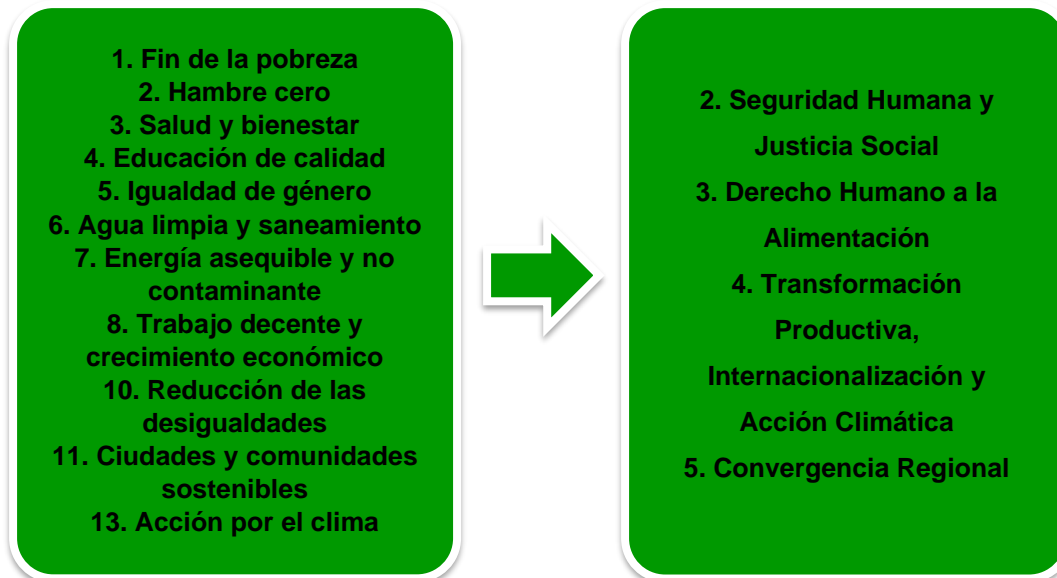 1. Fin de la pobreza
2. Hambre cero
3. Salud y bienestar
4. Educación de calidad
5. Igualdad de género
6. Agua limpia y saneamiento
7. Energía asequible y no
contaminante
8. Trabajo decente y
crecimiento económico
10. Reducción de las
desigualdades
11. Ciudades y comunidades
sostenibles
13. Acción por el clima
2. Seguridad Humana y
Justicia Social
3. Derecho Humano a la
Alimentación
4. Transformación
Productiva,
Internacionalización y
Acción Climática
5. Convergencia Regional